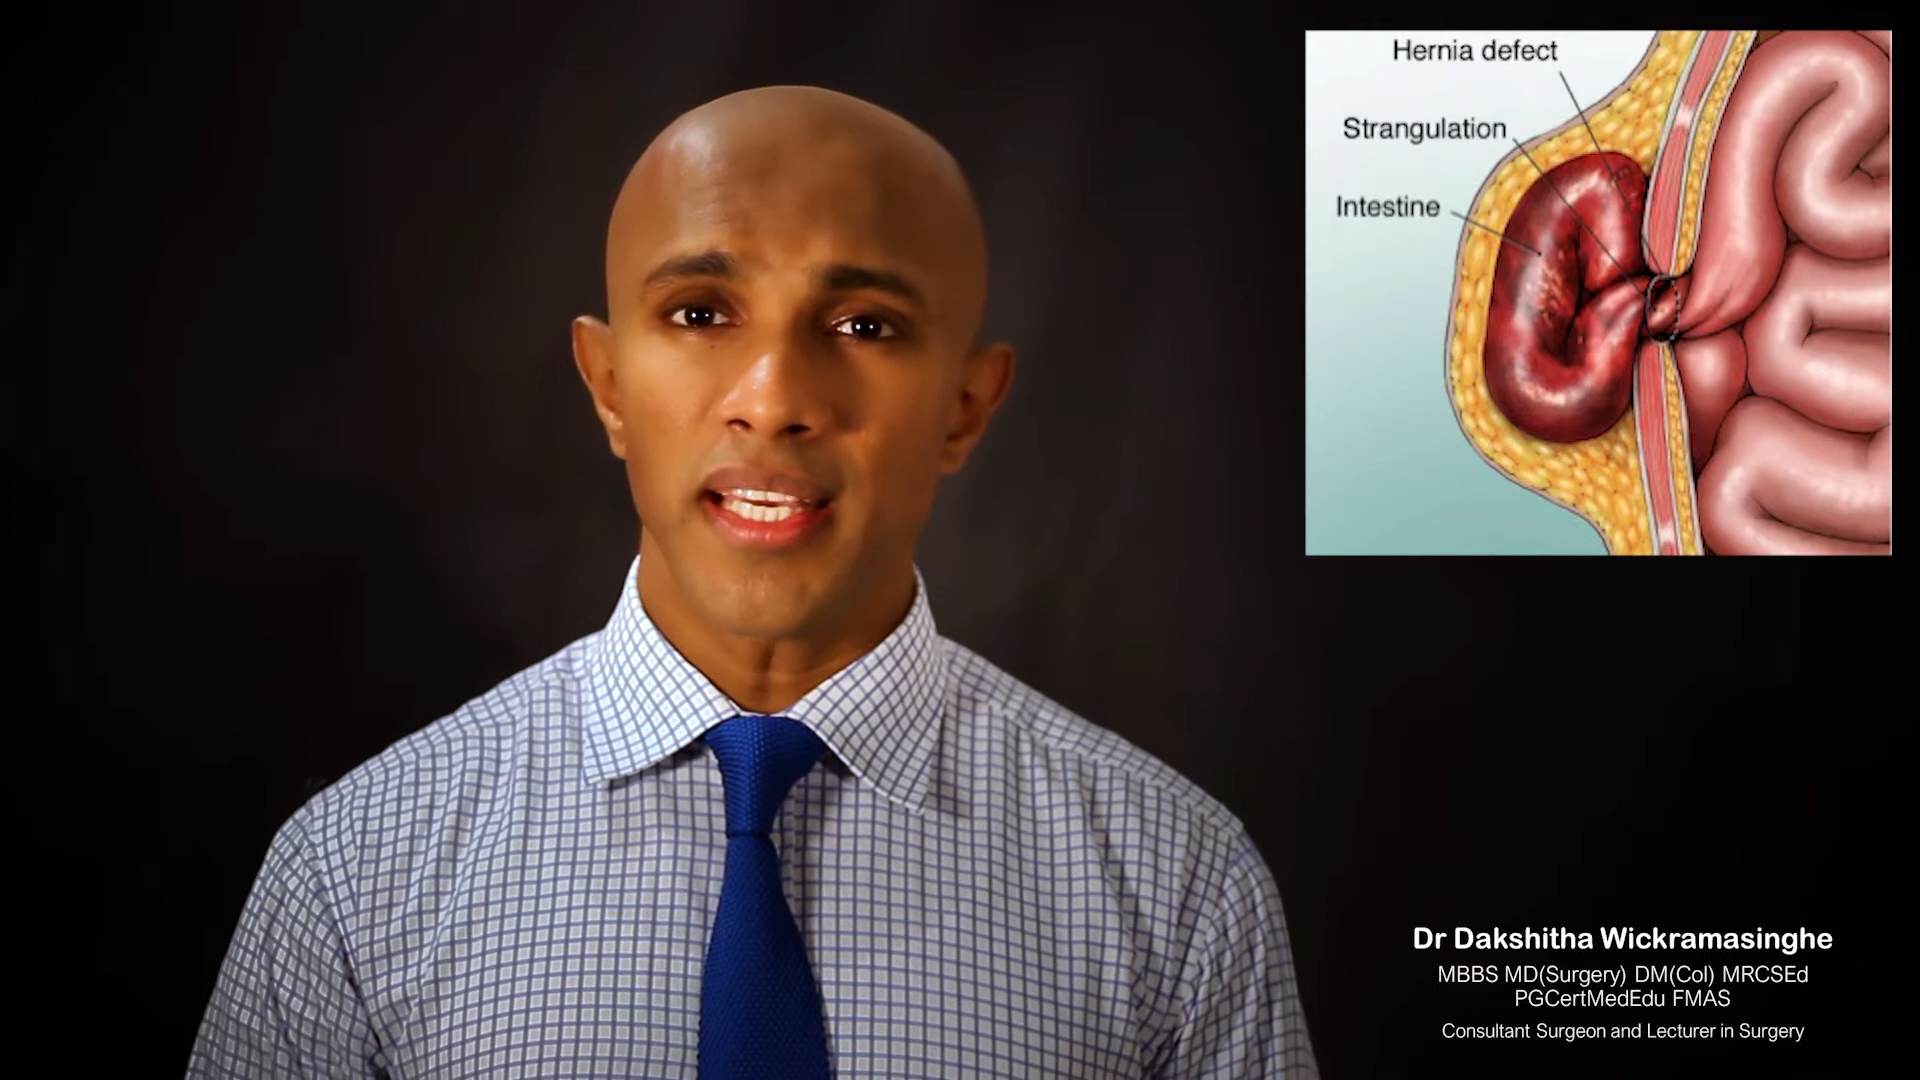 Hernia defect
Strangulation
Intestine
Dr Dakshitha Wickramasinghe
MBBS MD(Surgery) DM(Col) MRCSEd
PGCertMedEdu FMAS
Consultant Surgeon and Lecturer in Surgery